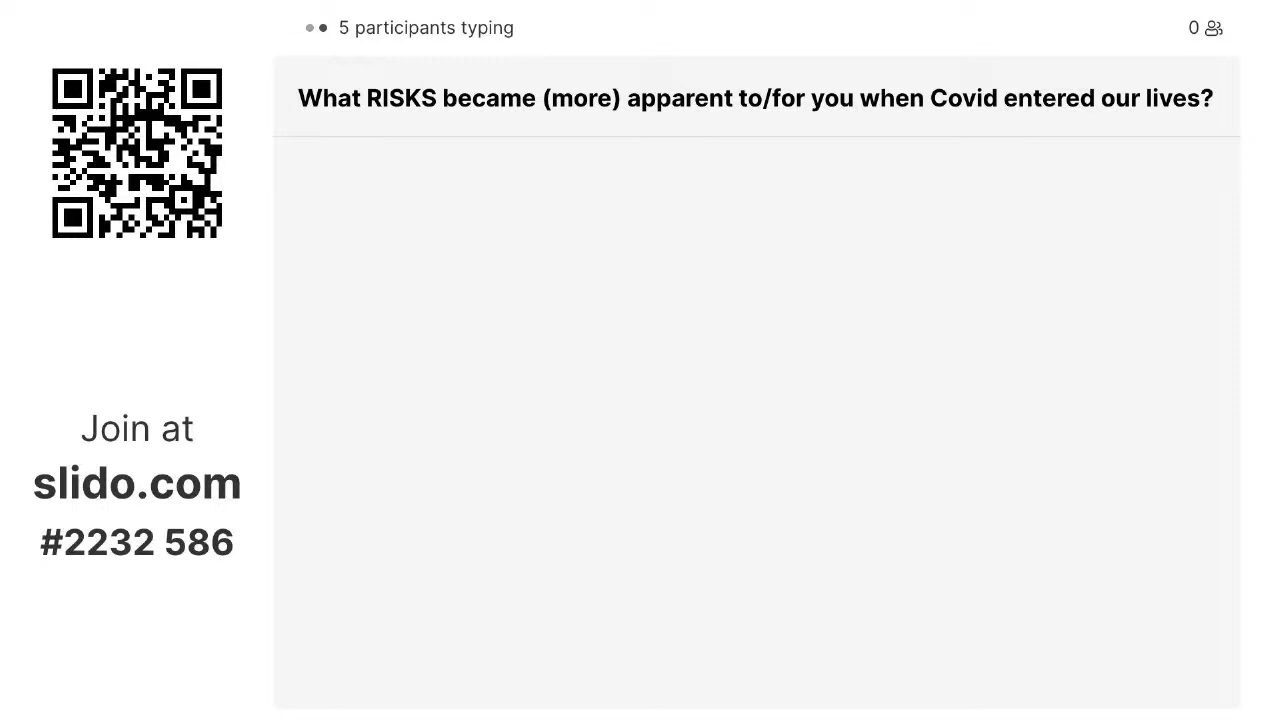 5 participants typing
0
What RISKS became (more) apparent to/for you when Covid entered our lives?
Join at
slido.com
#2232 586